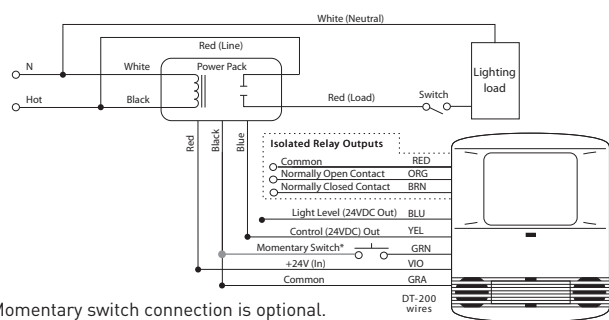 White (Neutral)
Red (Line)
N
White
Power Pack
Lighting
load
Hot
Black
Red (Load)
Switch
Red
Black
Blue
Isolated Relay Outputs
Common RED
Normally Open Contact ORG
Normally Closed Contact BRN
Light Level (24VDC Out) BLU
Control (24VDC) Out YEL
Momentary Switch* GRN
+24V (In) VIO
Common GRA
DT-200
wires
Momentary switch connection is optional.